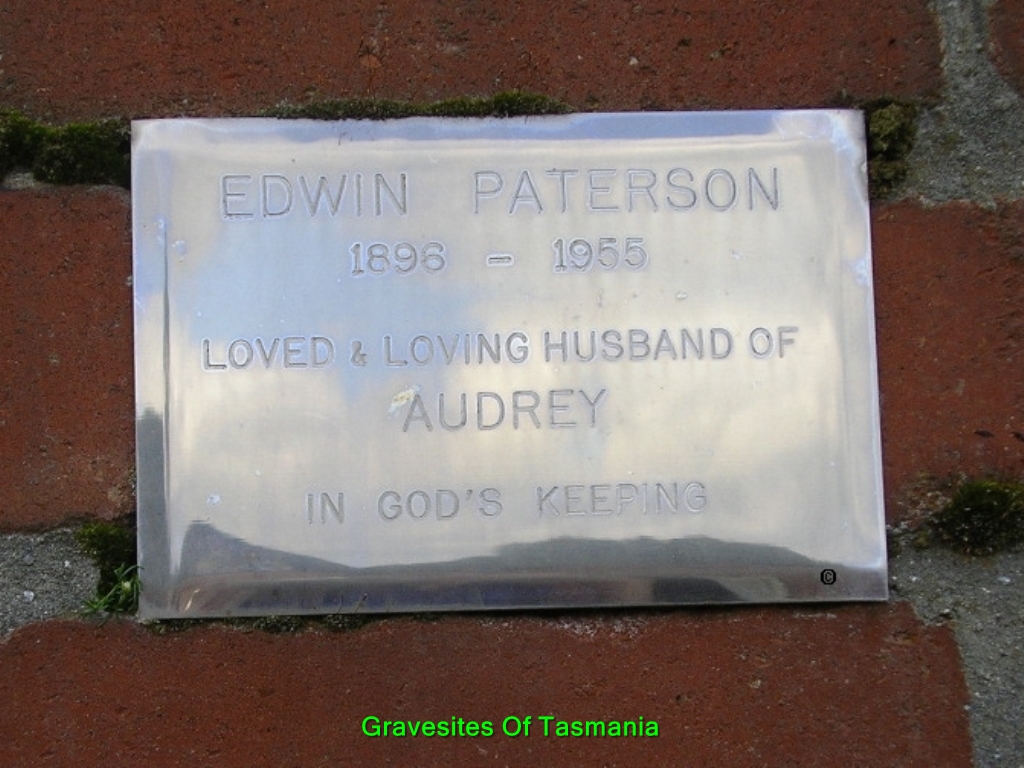 EDWIN PATERSON
1896 - 1955
LOVED & LOVING HUSBAND OF
AUDREY
IN GOD'S KEEPING
©
Gravesites Of Tasmania